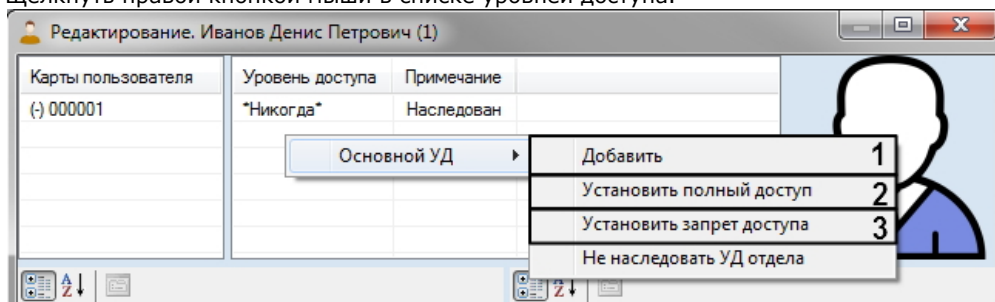 щелкнуть правой кнопкой мыши в списке уровней доступа.
Редактирование. Иванов Денис Петрович (1)
Карты пользователя Уровень доступа Примечание
(-) 000001 *Никогда* Наследован
Основной УД Добавить 1
Установить полный доступ 2
Установить запрет доступа 3
Не наследовать УД отдела